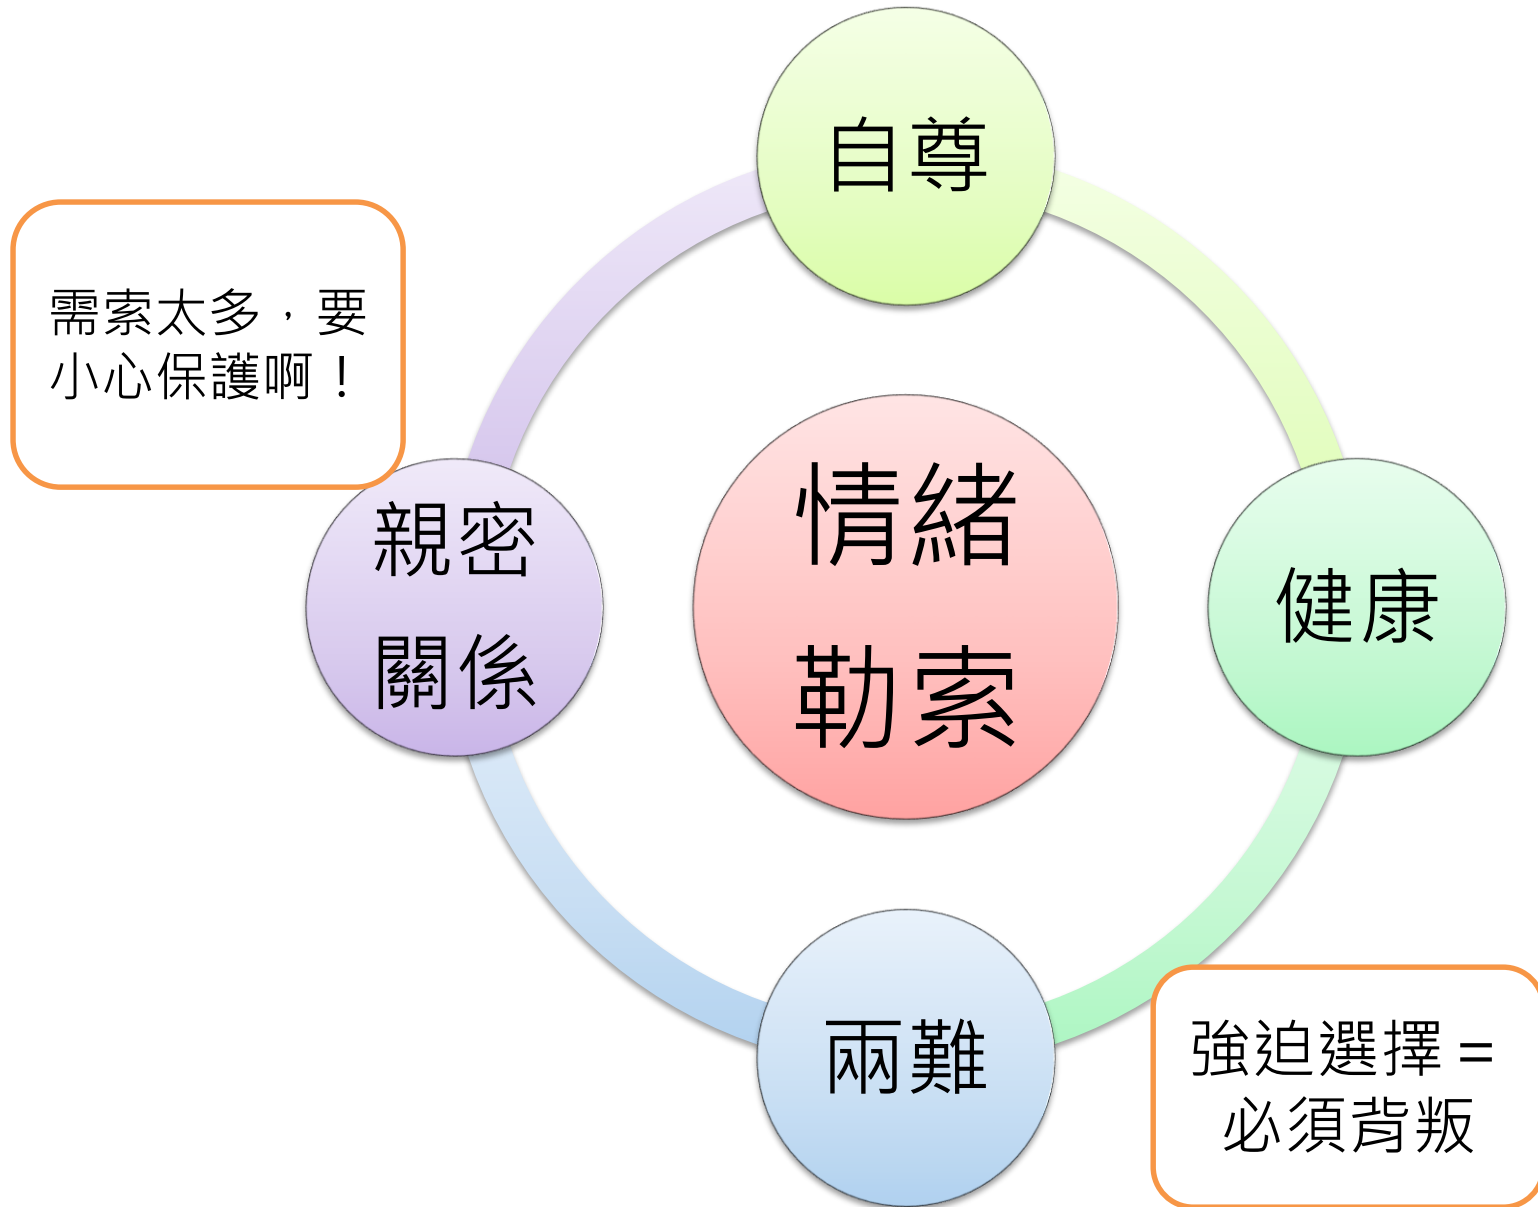 自尊
需索太多，要
小心保護啊！
情緒
勒索
親密
關係
健康
兩難
強迫選擇=
必須背叛